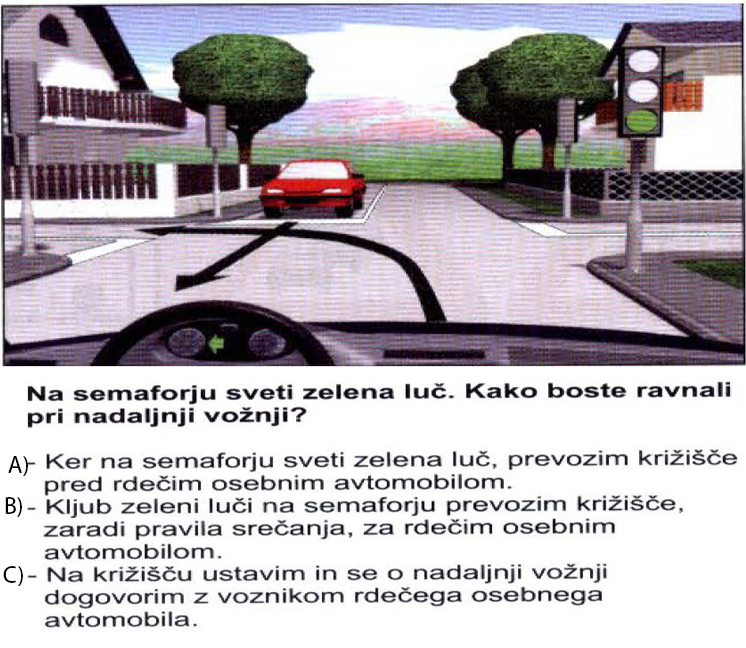 Na semaforju sveti zelena luč. Kako boste ravnali
pri nadaljnji vožnji?
A)- Ker na semaforju sveti zelena luč, prevozim križišče
pred rdečim osebnim avtomobilom.
B) - Kljub zeleni luči na semaforju prevozim križišče,
zaradi pravila srečanja, za rdečim osebnim
avtomobilom.
C) - Na križišču ustavim in se o nadaljnji vožnji
dogovorim z voznikom rdečega osebnega
avtomobila.